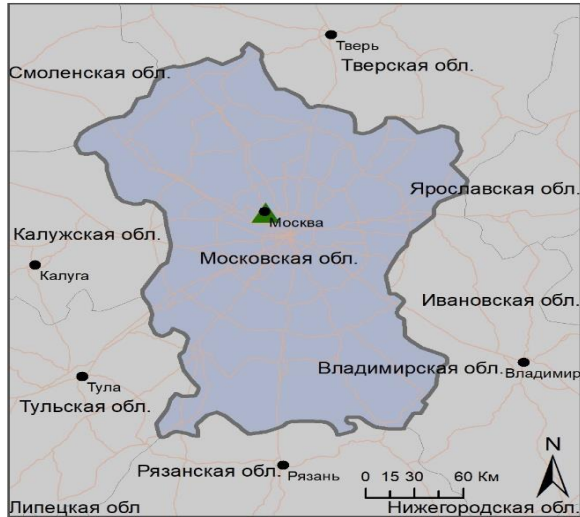 Тверь
Смоленская обл.
Тверская обл.
Ярославская обл.
Москва
Калужская обл.
Московская обл.
Калуга
Ивановская обл.
Владимирская обл.
Владимир
Тула
Тульская обл.
Рязанская обл.
Рязань
N
0 15 30 60 Км
Липецкая обл
Нижегородская обл.